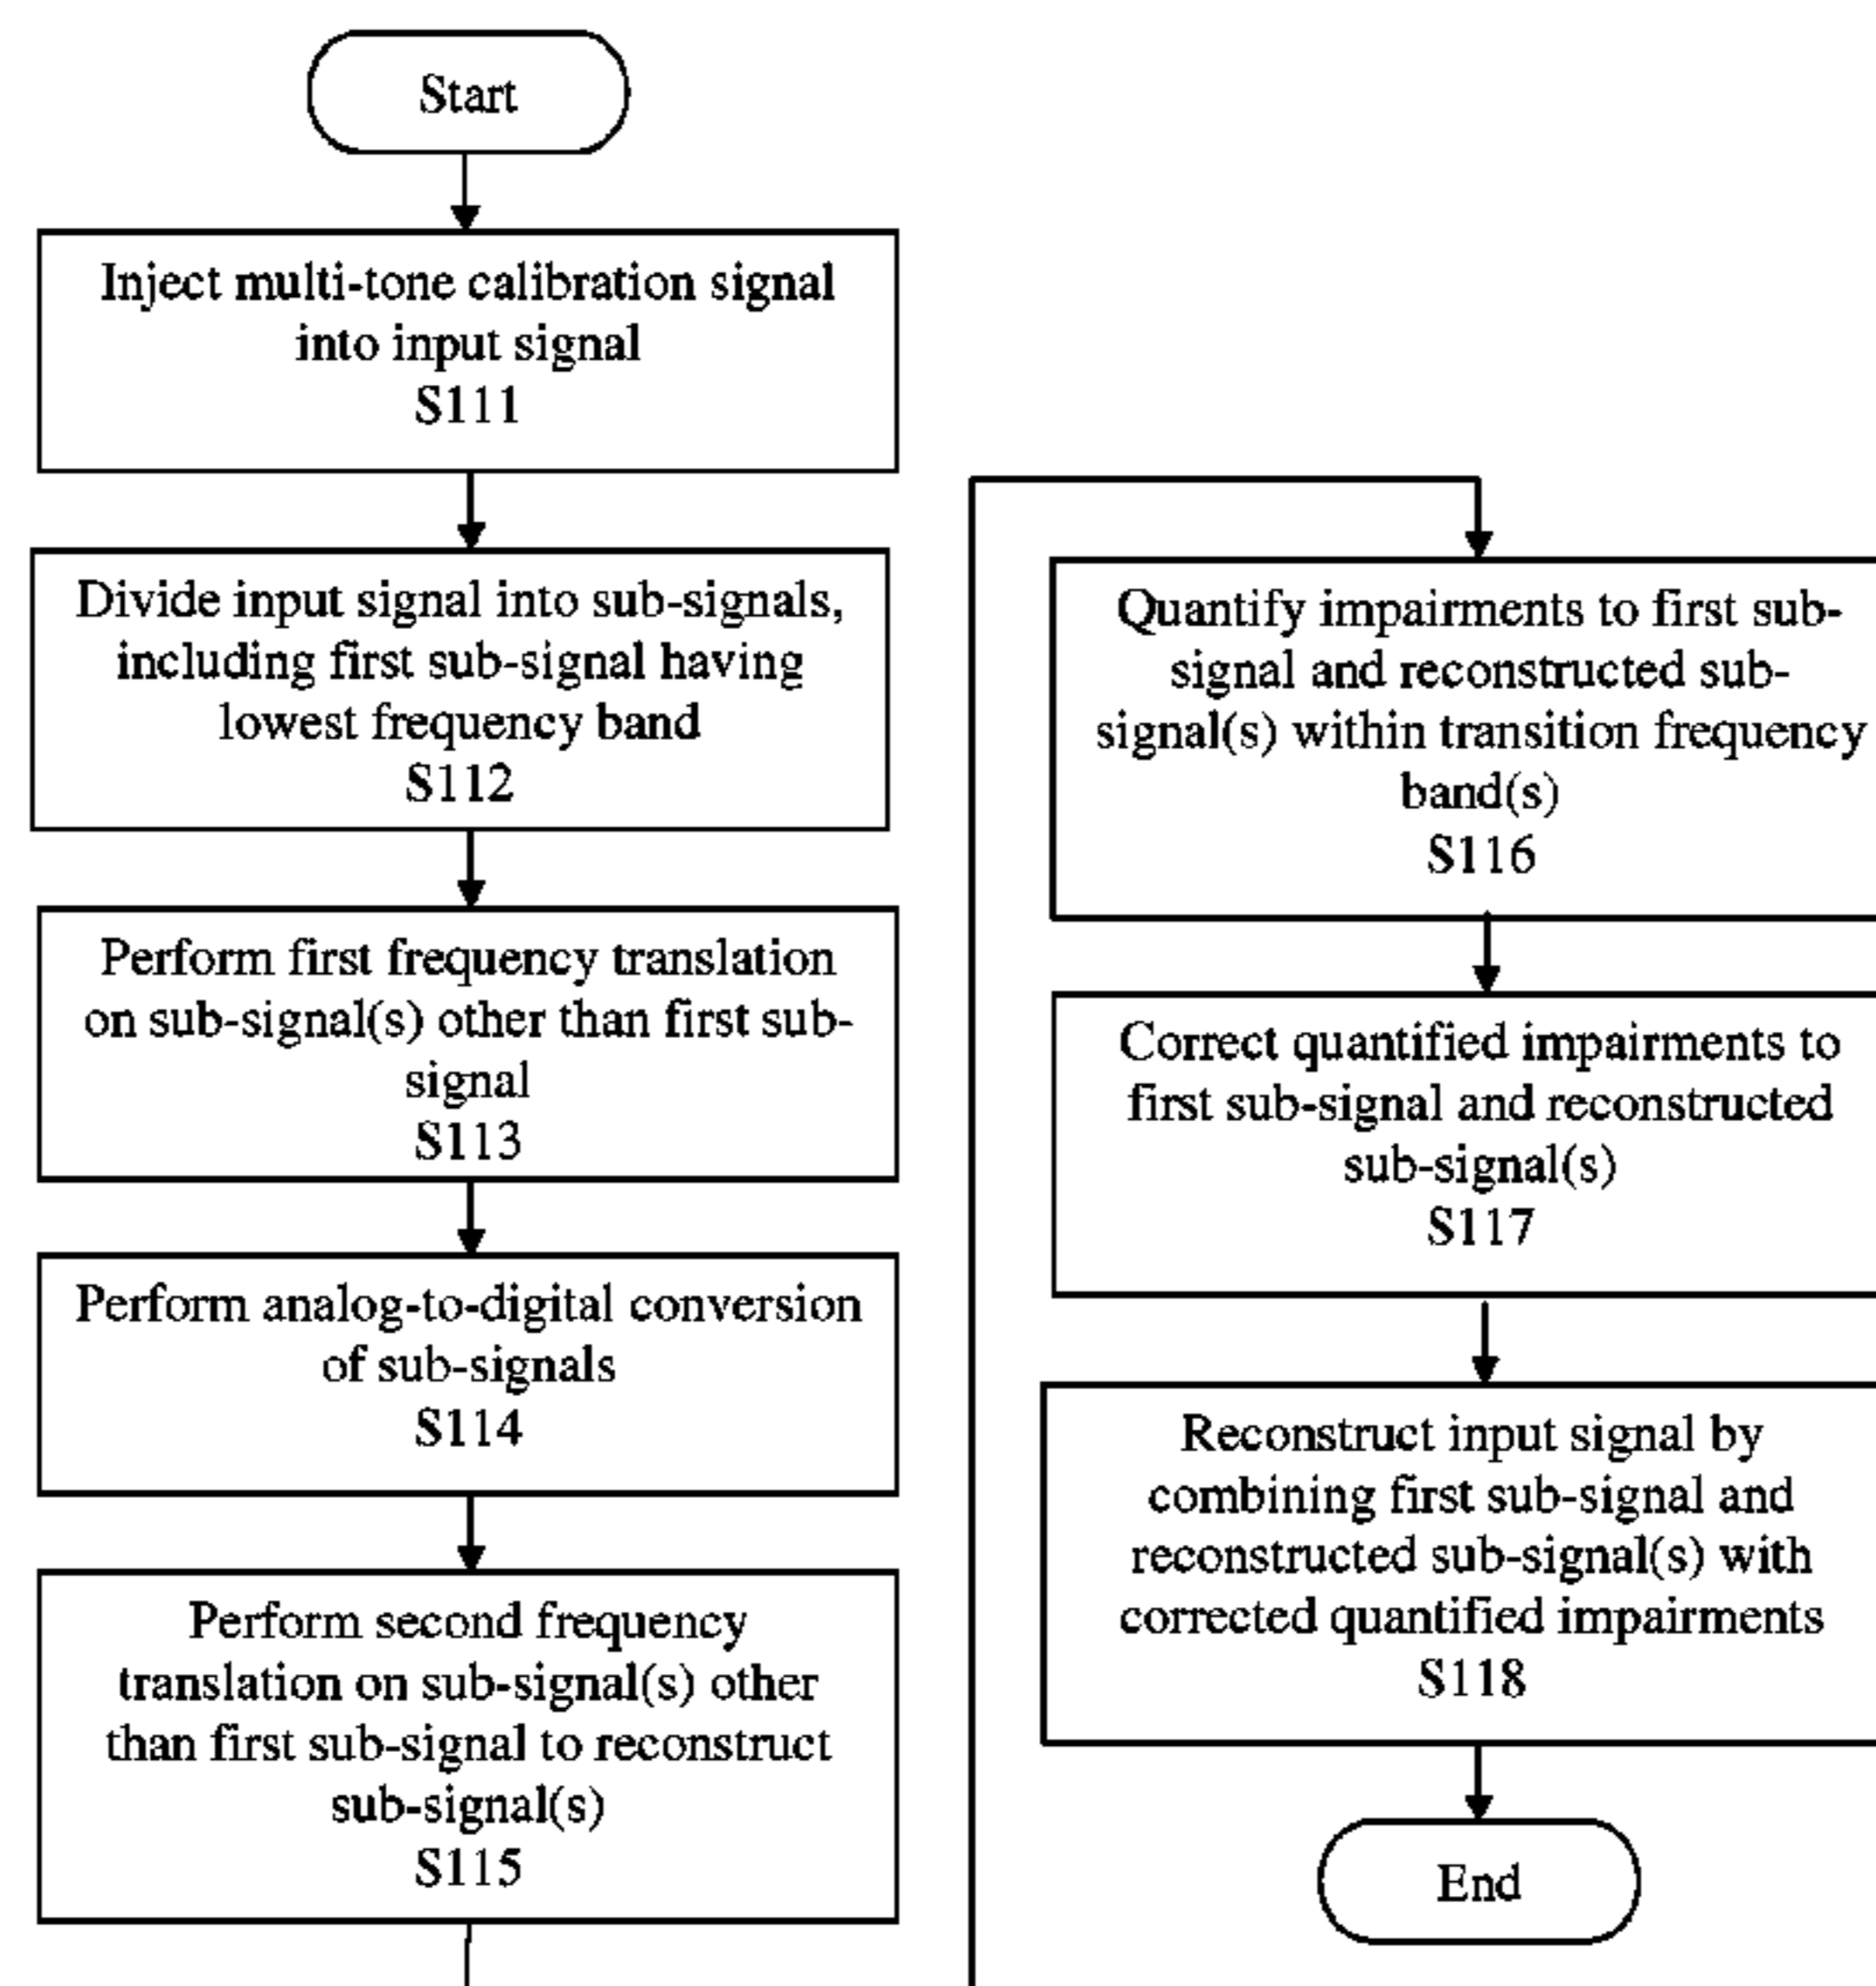 Start
Inject multi-tone calibration signal
into input signal
S111
Divide input signal into sub-signals,
including first sub-signal having
lowest frequency band
S112
Perform first frequency translation
on sub-signal(s) other than first sub-
signal
S113
Perform analog-to-digital conversion
of sub-signals
S114
Perform second frequency
translation on sub-signal(s) other
than first sub-signal to reconstruct
sub-signal(s)
S115
Quantify impairments to first sub-
signal and reconstructed sub-
signal(s) within transition frequency
band(s)
S116
Correct quantified impairments to
first sub-signal and reconstructed
sub-signal(s)
S117
Reconstruct input signal by
combining first sub-signal and
reconstructed sub-signal(s) with
corrected quantified impairments
S118
End